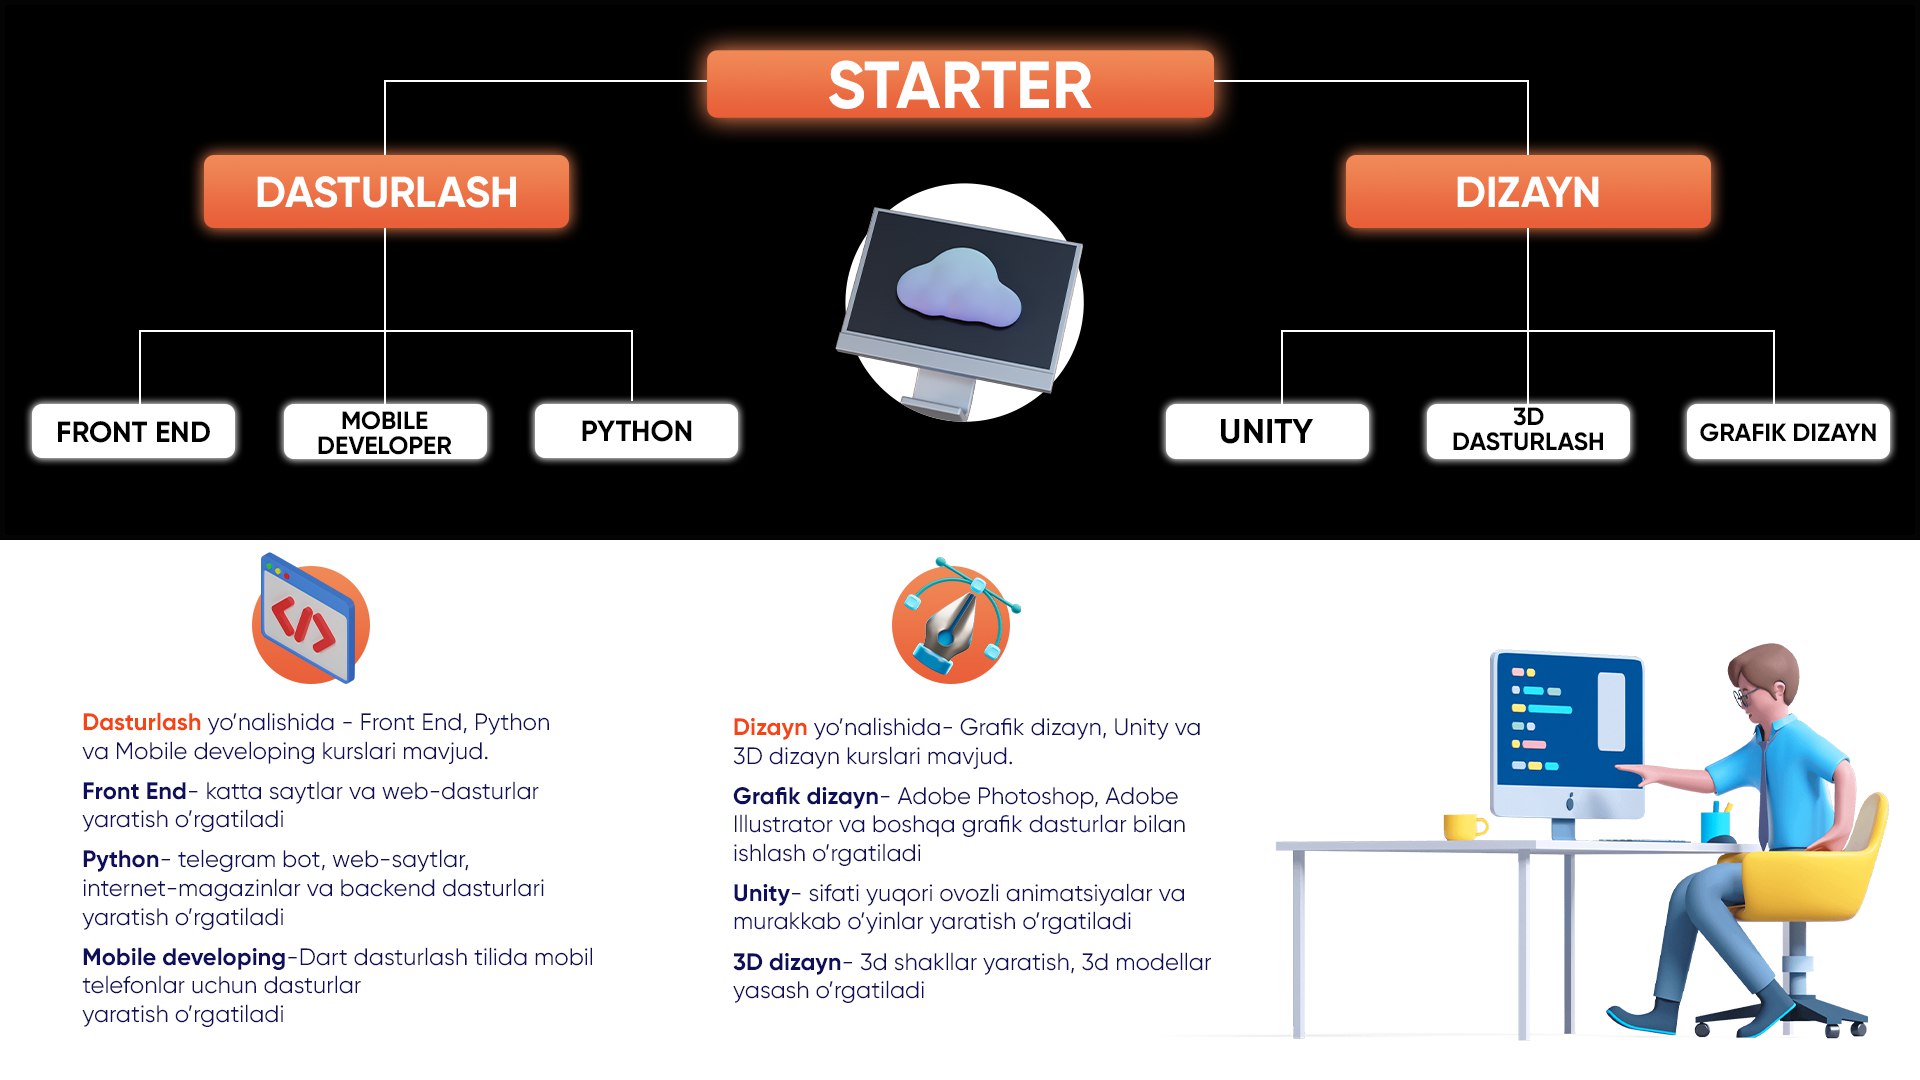 STARTER
DASTURLASH
DIZAYN
FRONT END
MOBILE
DEVELOPER
PYTHON
UNITY
3D
DASTURLASH
GRAFIK DIZAYN
Dasturlash yo‘nalishida - Front End, Python
va Mobile developing kurslari mavjud.
Front End- katta saytlar va web-dasturlar
yaratish o‘rgatiladi
Python- telegram bot, web-saytlar,
internet-magazinlar va backend dasturlari
yaratish o‘rgatiladi
Mobile developing-Dart dasturlash tilida mobil
telefonlar uchun dasturlar
yaratish o‘rgatiladi
Dizayn yo‘nalishida- Grafik dizayn, Unity va
3D dizayn kurslari mavjud.
Grafik dizayn- Adobe Photoshop, Adobe
Illustrator va boshqa grafik dasturlar bilan
ishlash o‘rgatiladi
Unity- sifati yuqori ovozli animatsiyalar va
murakkab o‘yinlar yaratish o‘rgatiladi
3D dizayn- 3d shakllar yaratish, 3d modellar
yasash o‘rgatiladi